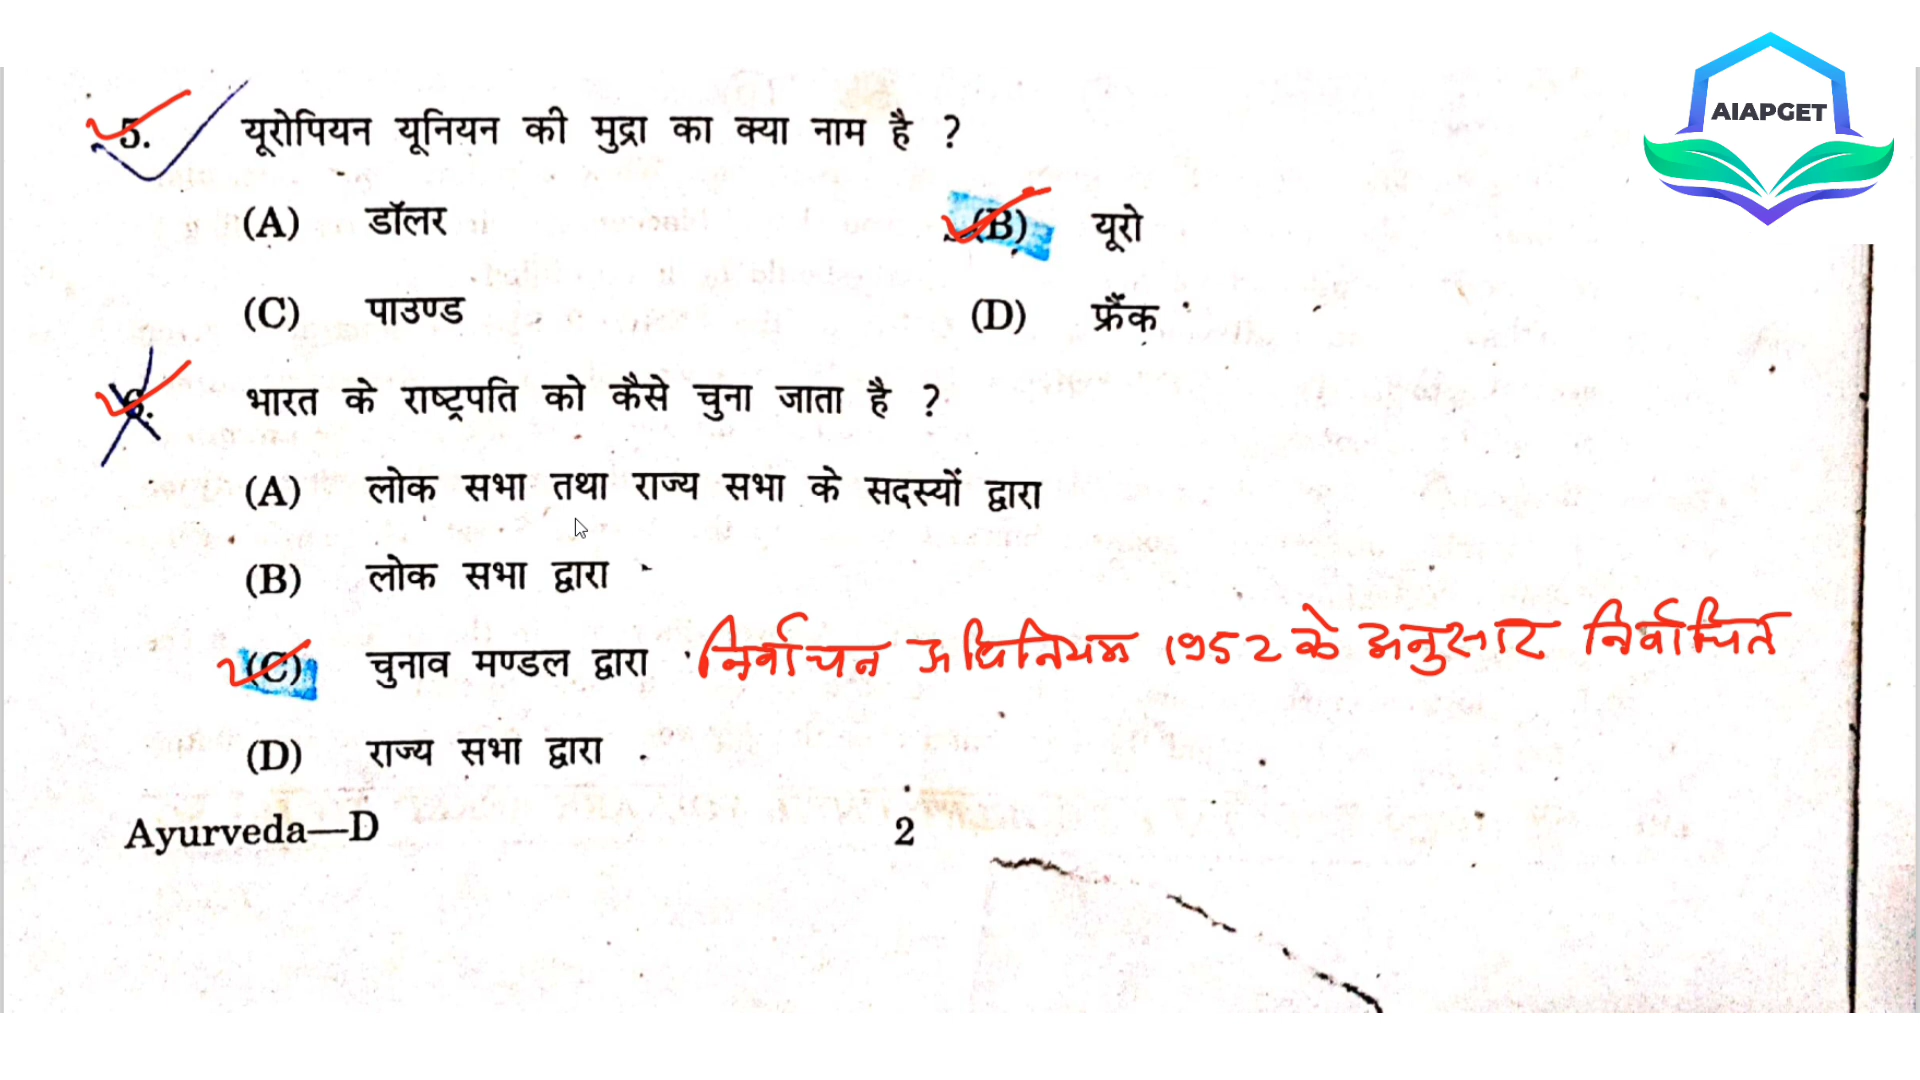 AIAPGET
5. यूरोपियन यूनियन की मुद्रा का क्या नाम है ?
(A) डॉलर (B) यूरो
(C) पाउण्ड (D) फ्रैंक
6. भारत के राष्ट्रपति को कैसे चुना जाता है ?
(A) लोक सभा तथा राज्य सभा के सदस्यों द्वारा
(B) लोक सभा द्वारा
(C) चुनाव मण्डल द्वारा निर्वाचन अधिनियम 1952 के अनुसार निर्वाचित
(D) राज्य सभा द्वारा
Ayurveda—D 2